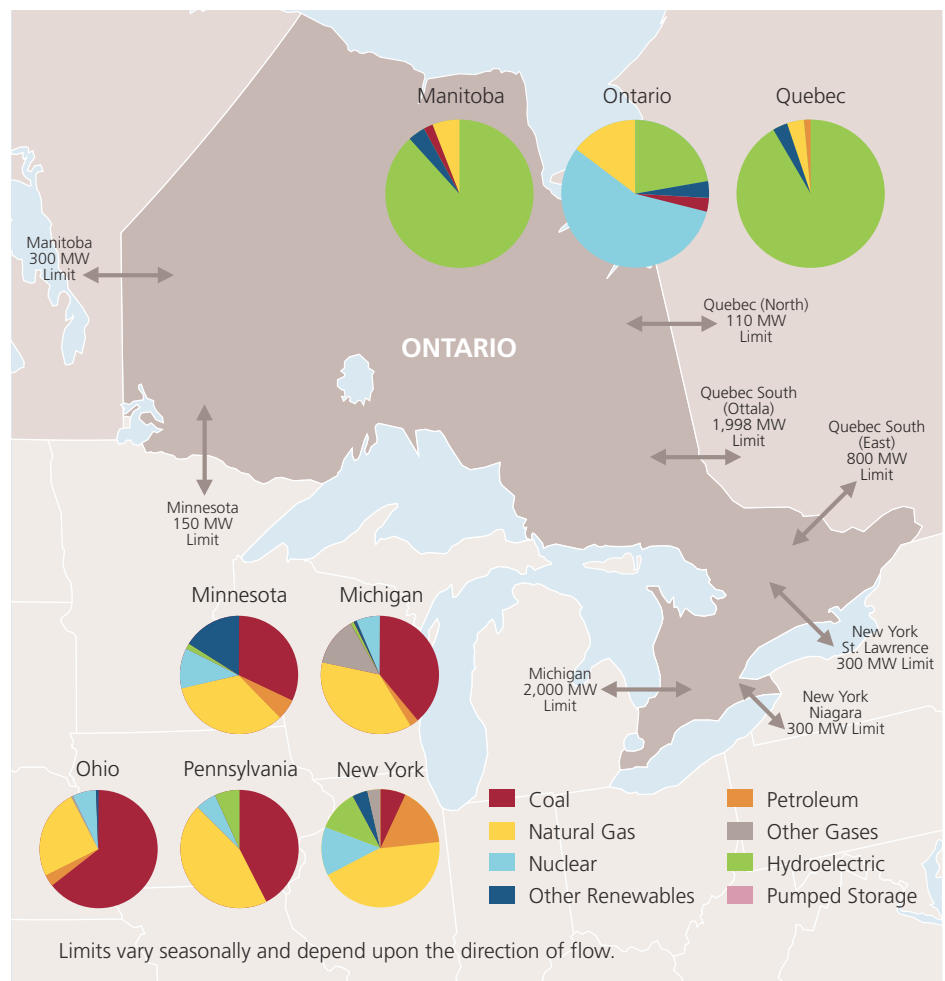 Manitoba
Ontario
Quebec
Manitoba
300 MW
Limit
Quebec (North)
110 MW
Limit
ONTARIO
Quebec South
(Ottala)
1,998 MW
Limit
Quebec South
(East)
800 MW
Limit
Minnesota
150 MW
Limit
Minnesota
Michigan
New York
St. Lawrence
300 MW Limit
Michigan
2,000 MW
Limit
New York
Niagara
300 MW Limit
Ohio
Pennsylvania
New York
Coal
Petroleum
Natural Gas
Other Gases
Nuclear
Hydroelectric
Other Renewables
Pumped Storage
Limits vary seasonally and depend upon the direction of flow.